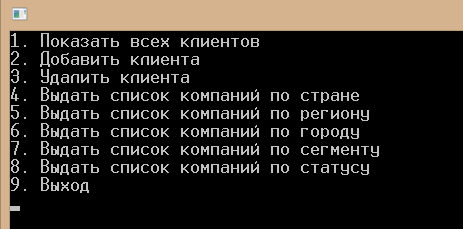 1. Показать всех клиентов
2. Добавить клиента
3. Удалить клиента
4. Выдать список компаний по стране
5. Выдать список компаний по региону
6. Выдать список компаний по городу
7. Выдать список компаний по сегменту
8. Выдать список компаний по статусу
9. Выход